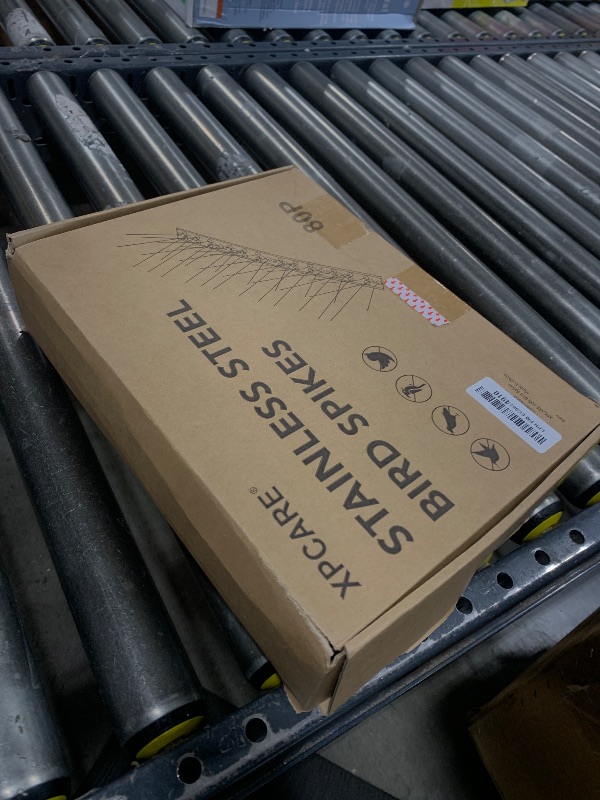 XPCARE®
STAINLESS STEEL
BIRD SPIKES
80P